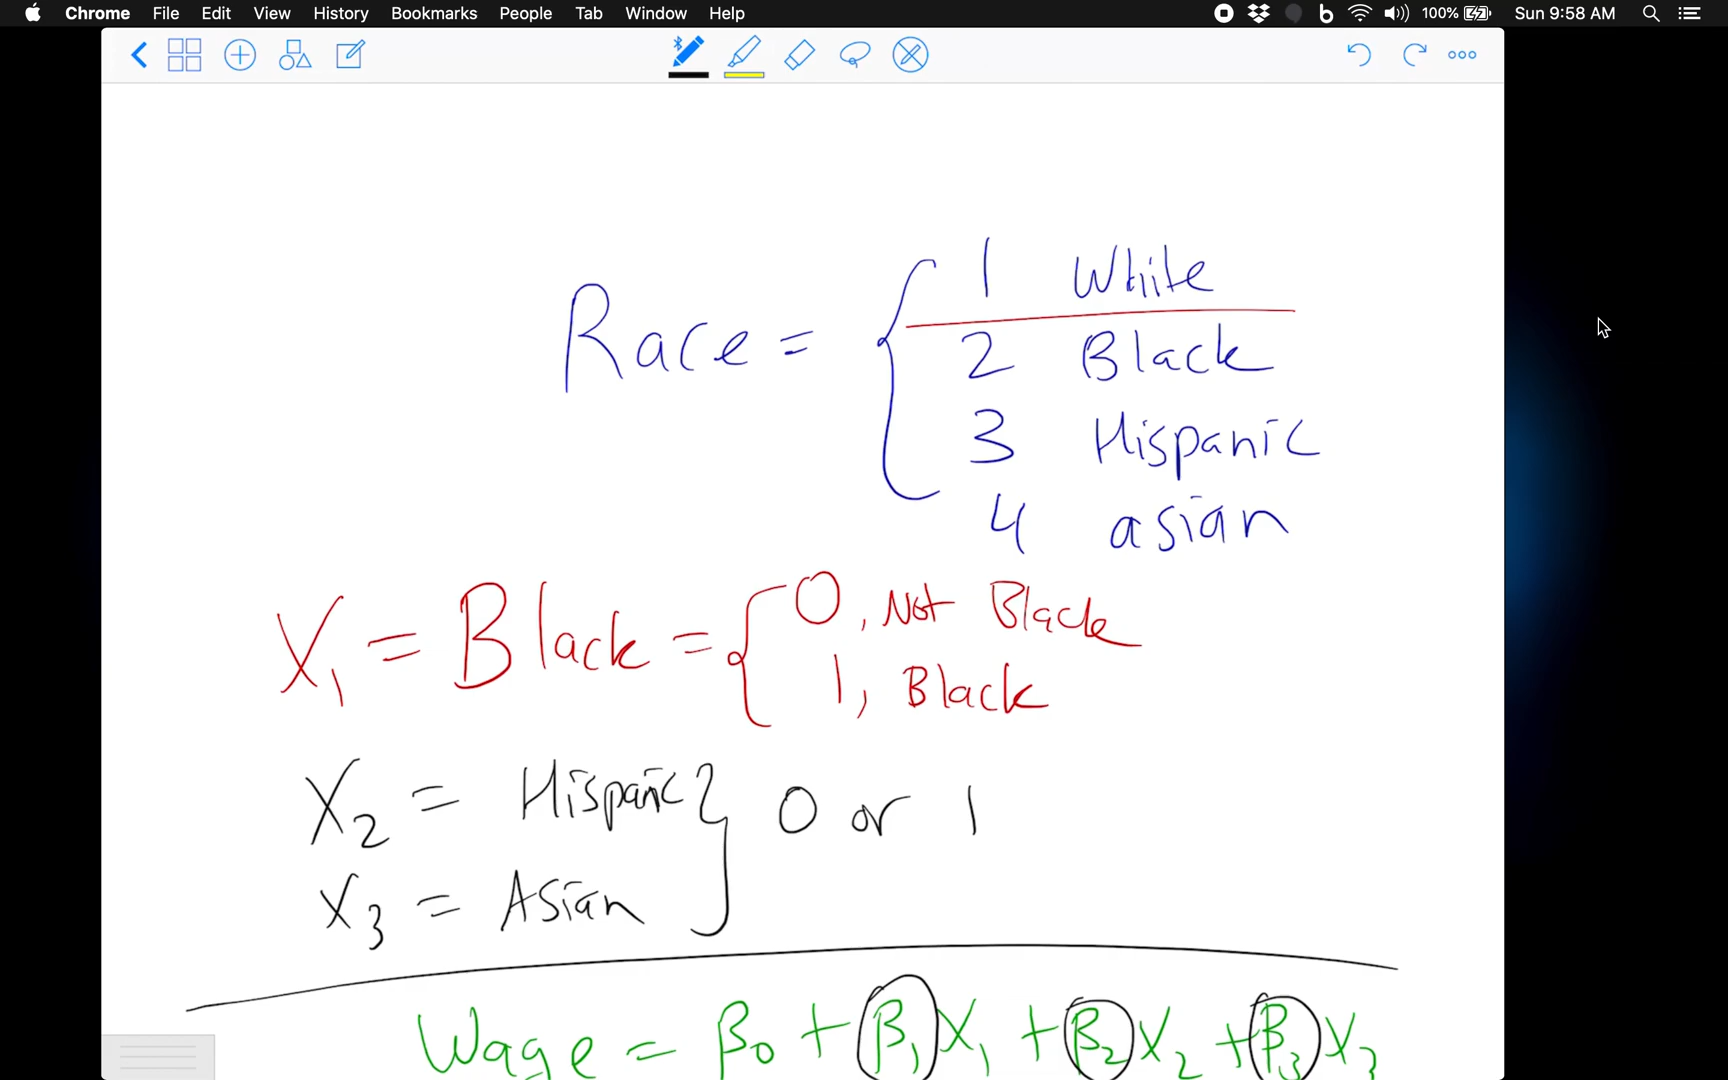 Chrome File Edit View History Bookmarks People Tab Window Help 100% Sun 9:58 AM
Race = { 1 White
2 Black
3 Hispanic
4 asian
X₁ = Black = { 0, Not Black
1, Black
X₂ = Hispanic } 0 or 1
X₃ = Asian
Wage = β₀ + β₁X₁ + β₂X₂ + β₃X₃